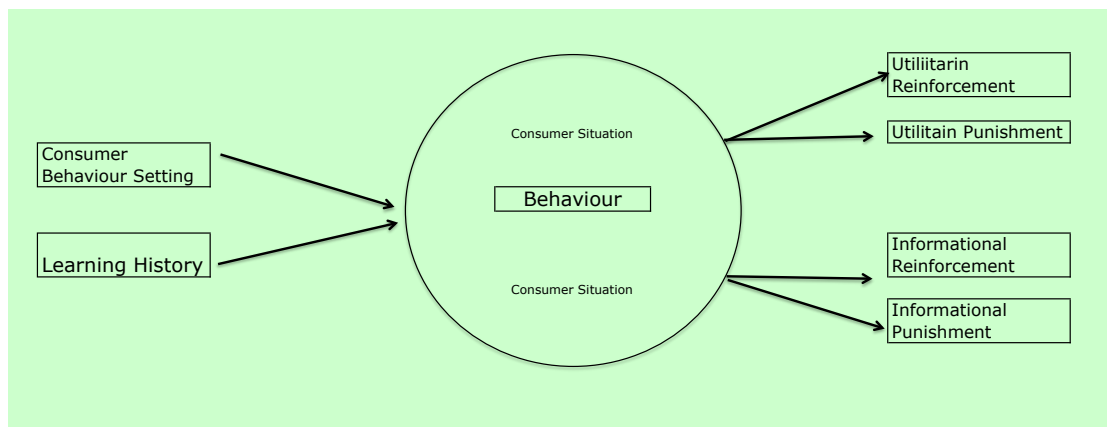 Consumer
Behaviour Setting
Learning History
Consumer Situation
Behaviour
Consumer Situation
Utiliitarin
Reinforcement
Utilitain Punishment
Informational
Reinforcement
Informational
Punishment